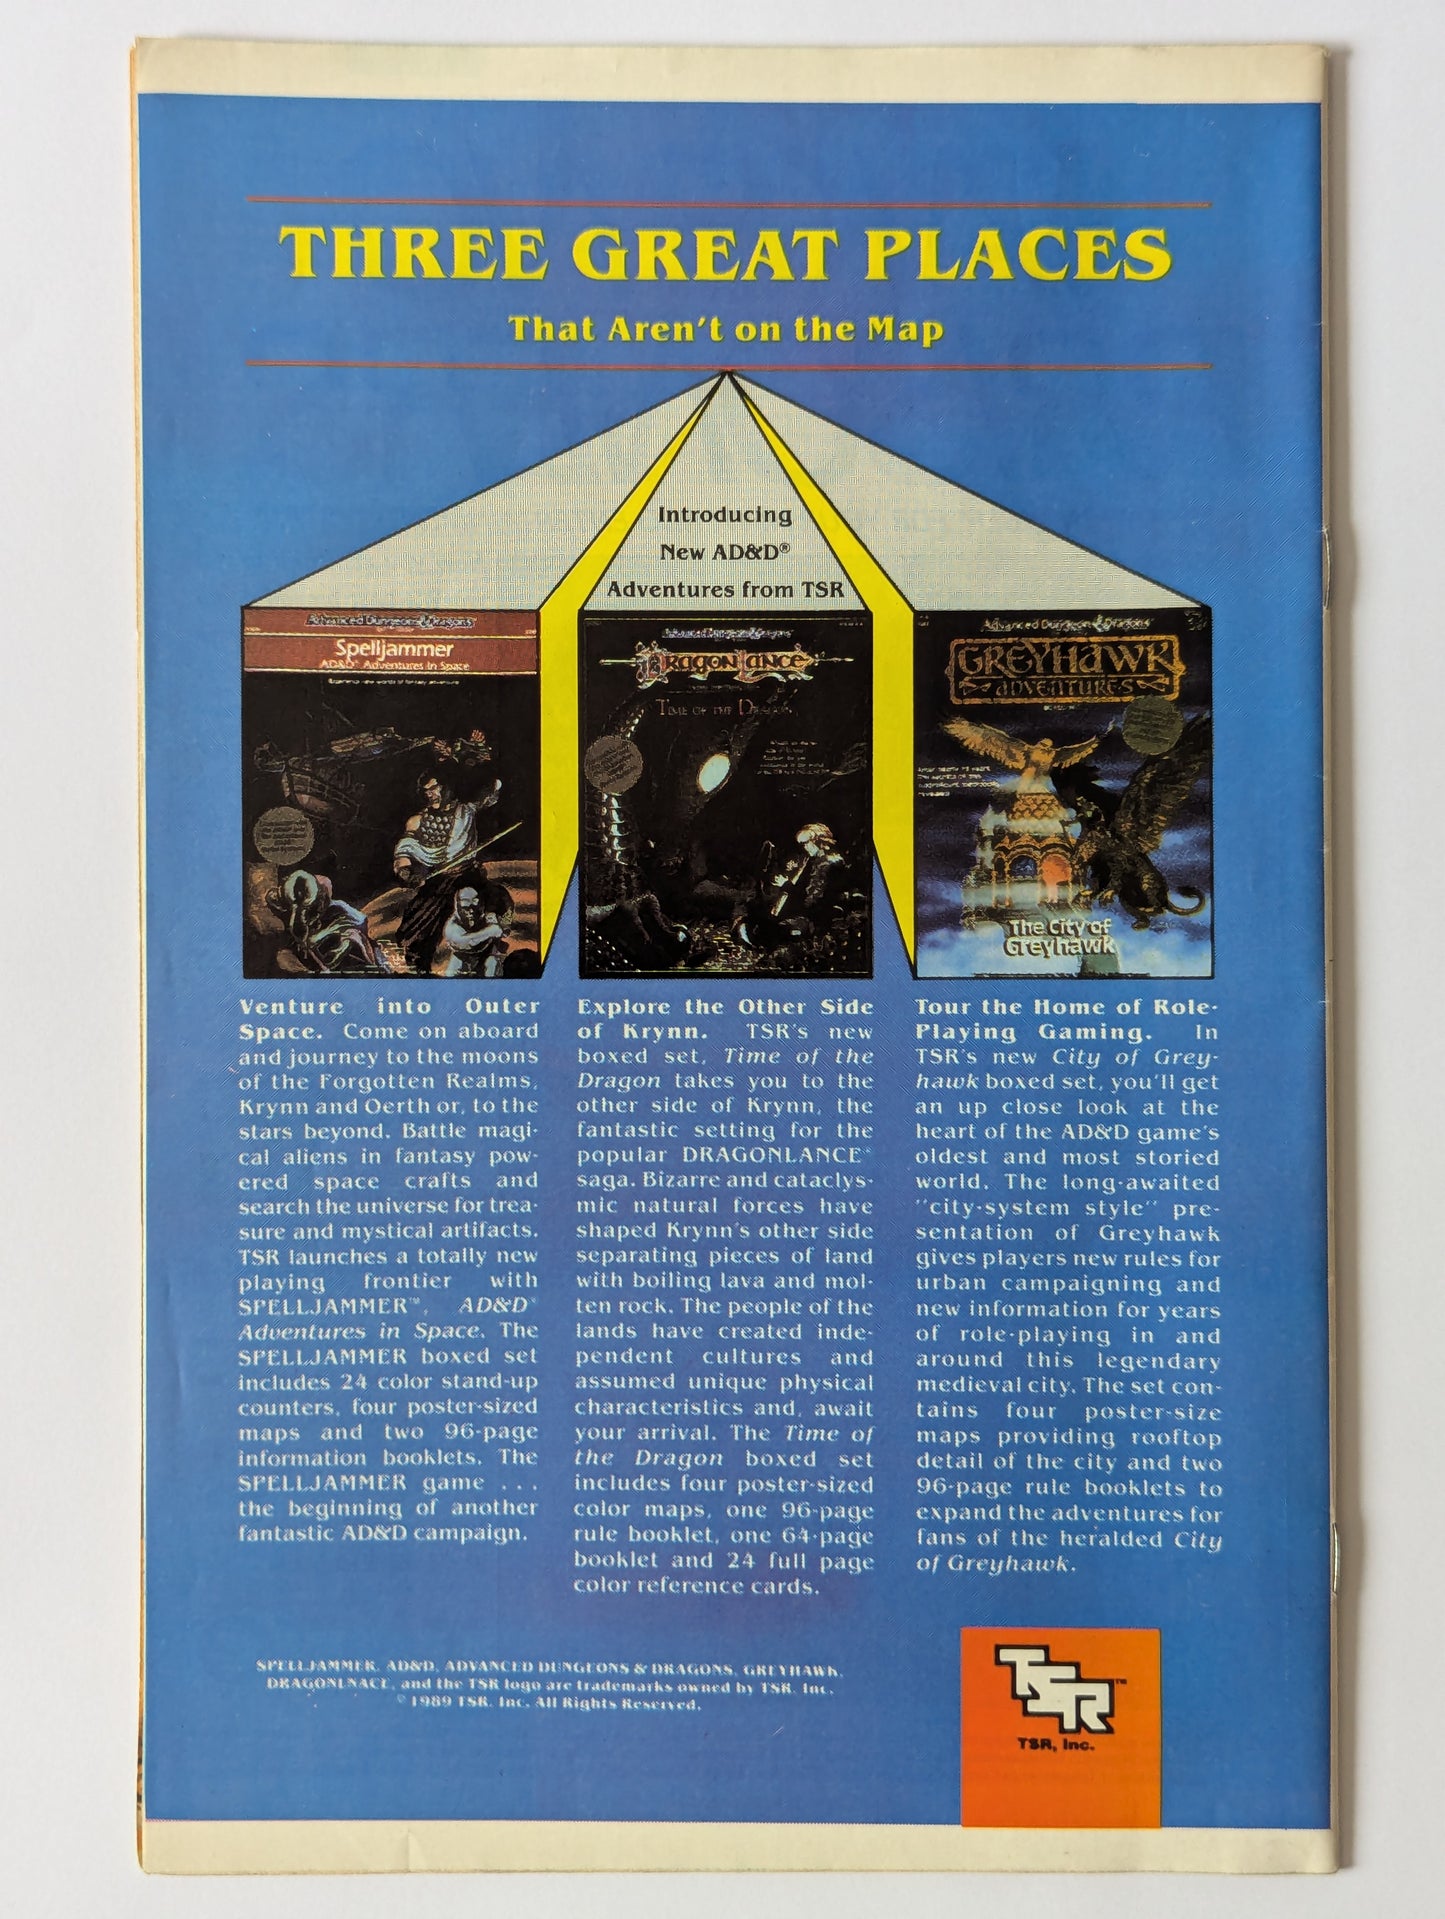 THREE GREAT PLACES
That Aren't on the Map
Introducing
New AD&D®
Adventures from TSR
Advanced Dungeons & Dragons
Spelljammer
AD&D® Adventures in Space
Experience new worlds of fantasy adventure
DRAGONLANCE
TIME OF THE DRAGON
Advanced Dungeons & Dragons
GREYHAWK
ADVENTURES
The City of
Greyhawk
Venture into Outer
Space. Come on aboard
and journey to the moons
of the Forgotten Realms,
Krynn and Oerth or, to the
stars beyond. Battle magi-
cal aliens in fantasy pow-
ered space crafts and
search the universe for trea-
sure and mystical artifacts.
TSR launches a totally new
playing frontier with
SPELLJAMMER™, AD&D®
Adventures in Space. The
SPELLJAMMER boxed set
includes 24 color stand-up
counters, four poster-sized
maps and two 96-page
information booklets. The
SPELLJAMMER game . . .
the beginning of another
fantastic AD&D campaign.
Explore the Other Side
of Krynn. TSR's new
boxed set, Time of the
Dragon takes you to the
other side of Krynn, the
fantastic setting for the
popular DRAGONLANCE®
saga. Bizarre and cataclys-
mic natural forces have
shaped Krynn's other side
separating pieces of land
with boiling lava and mol-
ten rock. The people of the
lands have created inde-
pendent cultures and
assumed unique physical
characteristics and, await
your arrival. The Time of
the Dragon boxed set
includes four poster-sized
color maps, one 96-page
rule booklet, one 64-page
booklet and 24 full page
color reference cards.
Tour the Home of Role-
Playing Gaming. In
TSR's new City of Grey-
hawk boxed set, you'll get
an up close look at the
heart of the AD&D game's
oldest and most storied
world. The long-awaited
"city-system style" pre-
sentation of Greyhawk
gives players new rules for
urban campaigning and
new information for years
of role-playing in and
around this legendary
medieval city. The set con-
tains four poster-size
maps providing rooftop
detail of the city and two
96-page rule booklets to
expand the adventures for
fans of the heralded City
of Greyhawk.
SPELLJAMMER, AD&D, ADVANCED DUNGEONS & DRAGONS, GREYHAWK,
DRAGONLNACE, and the TSR logo are trademarks owned by TSR, Inc.
© 1989 TSR, Inc. All Rights Reserved.
TSR™
TSR, Inc.